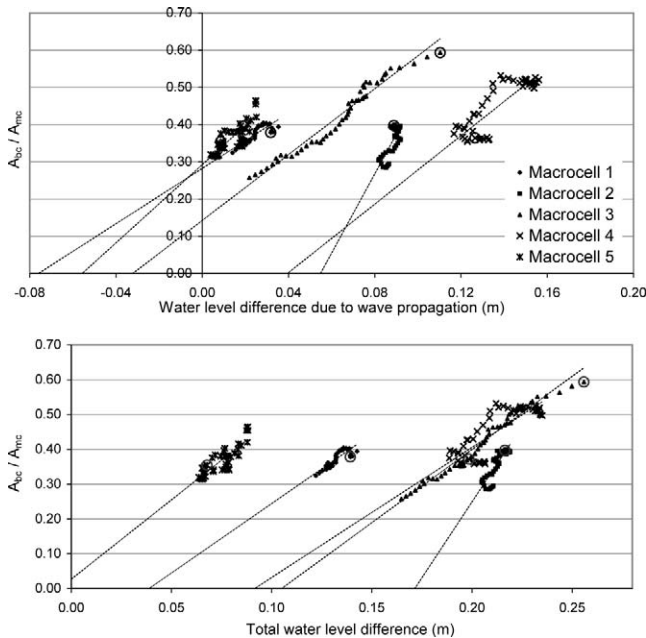 A_bc / A_mc
0.70
0.60
0.50
0.40
0.30
0.20
0.10
0.00
-0.08 -0.04 0.00 0.04 0.08 0.12 0.16 0.20
Water level difference due to wave propagation (m)
Macrocell 1
Macrocell 2
Macrocell 3
Macrocell 4
Macrocell 5
A_bc / A_mc
0.70
0.60
0.50
0.40
0.30
0.20
0.10
0.00
0.00 0.05 0.10 0.15 0.20 0.25
Total water level difference (m)